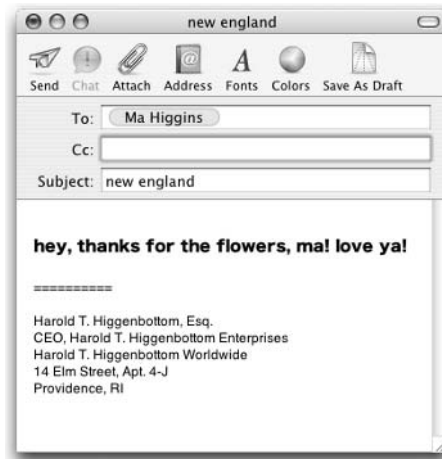 new england
Send Chat Attach Address Fonts Colors Save As Draft
To: Ma Higgins
Cc:
Subject: new england
hey, thanks for the flowers, ma! love ya!
==========
Harold T. Higgenbottom, Esq.
CEO, Harold T. Higgenbottom Enterprises
Harold T. Higgenbottom Worldwide
14 Elm Street, Apt. 4-J
Providence, RI